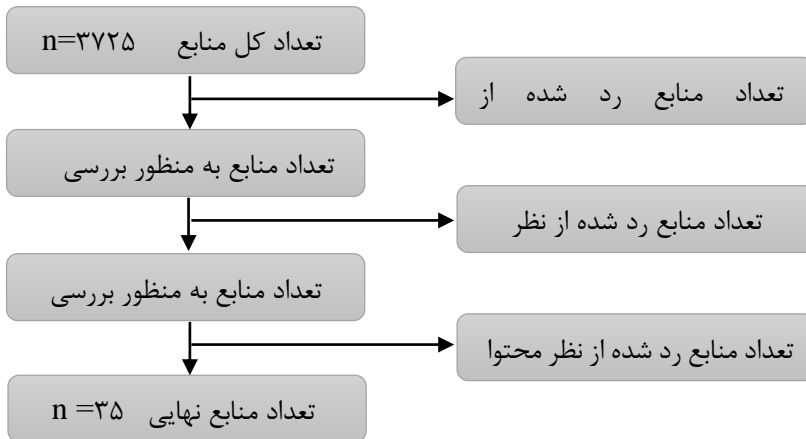 تعداد کل منابع n=۳۷۲۵
تعداد منابع رد شده از
تعداد منابع به منظور بررسی
تعداد منابع رد شده از نظر
تعداد منابع به منظور بررسی
تعداد منابع رد شده از نظر محتوا
تعداد منابع نهایی n =۳۵